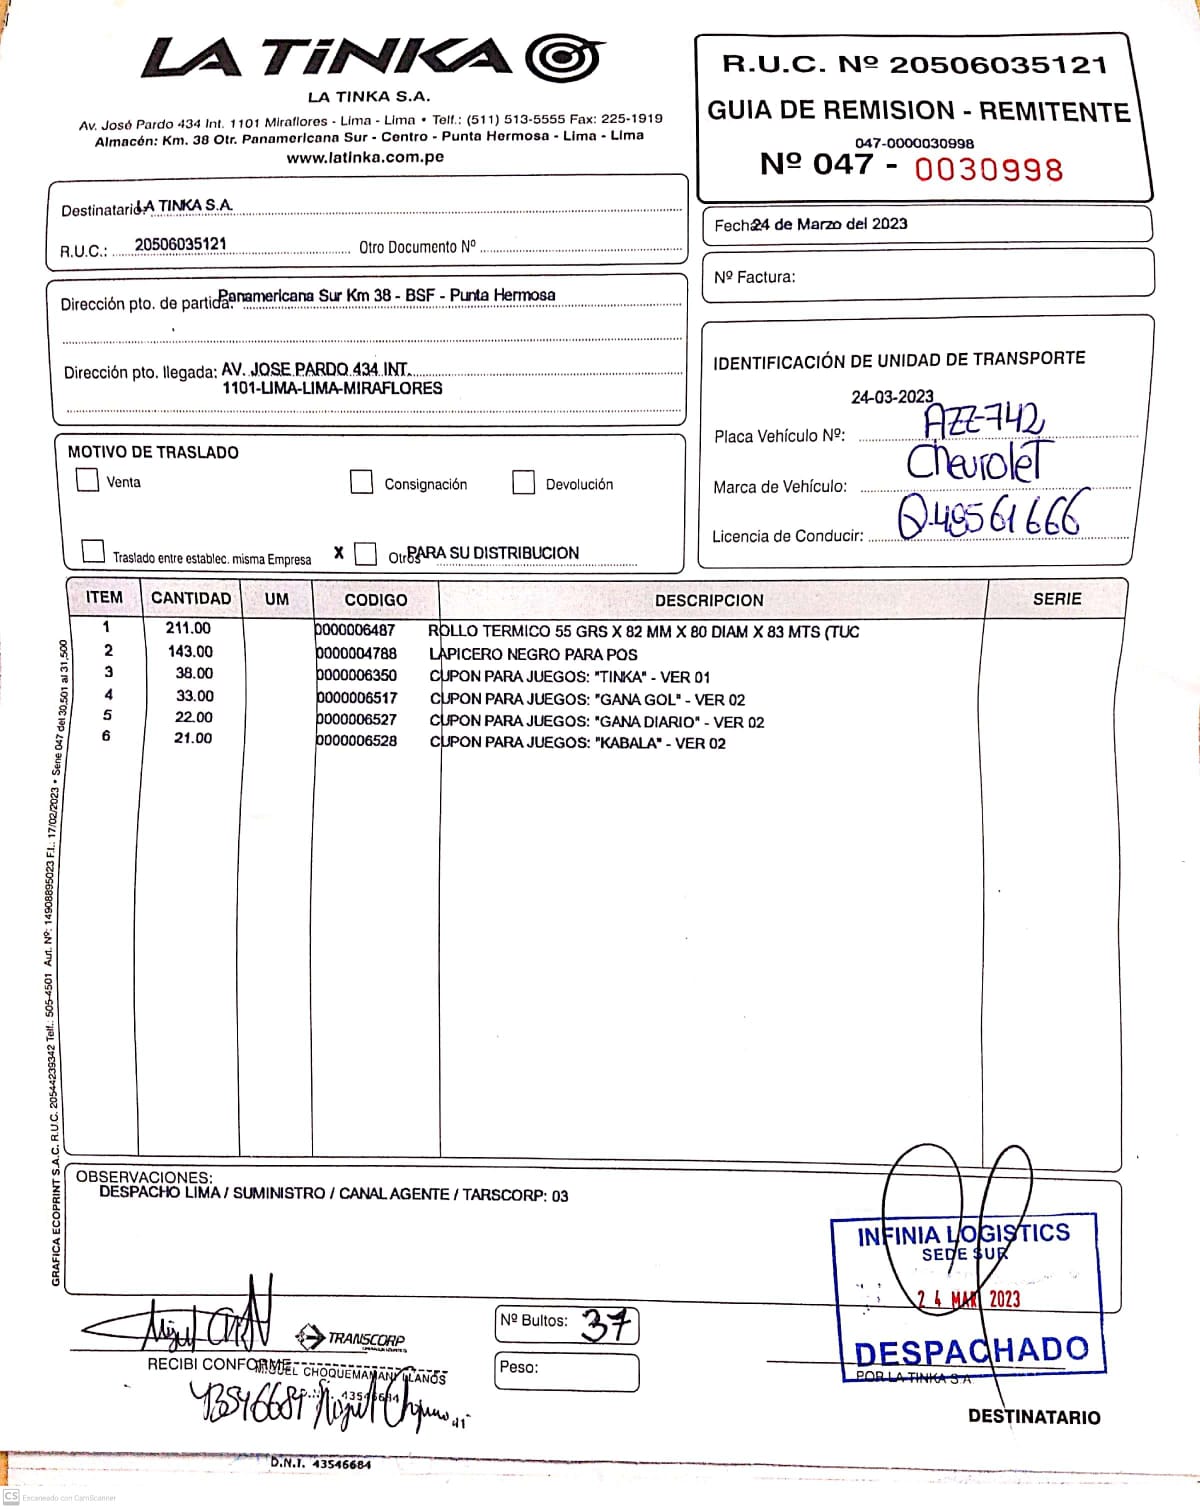 LA TiNKA
LA TINKA S.A.
Av. José Pardo 434 Int. 1101 Miraflores - Lima - Lima • Telf.: (511) 513-5555 Fax: 225-1919
Almacén: Km. 38 Otr. Panamericana Sur - Centro - Punta Hermosa - Lima - Lima
www.latinka.com.pe
R.U.C. Nº 20506035121
GUIA DE REMISION - REMITENTE
047-0000030998
Nº 047 - 0030998
Destinatario: LA TINKA S.A.
R.U.C.: 20506035121 Otro Documento Nº
Fecha: 24 de Marzo del 2023
Nº Factura:
Dirección pto. de partida: Panamericana Sur Km 38 - BSF - Punta Hermosa
Dirección pto. llegada: AV. JOSE PARDO 434 INT.
1101-LIMA-LIMA-MIRAFLORES
IDENTIFICACIÓN DE UNIDAD DE TRANSPORTE
24-03-2023
Placa Vehículo Nº: AZZ-742
Marca de Vehículo: Chevrolet
Licencia de Conducir: Q48561666
MOTIVO DE TRASLADO
Venta Consignación Devolución
Traslado entre establec. misma Empresa X Otros PARA SU DISTRIBUCION
ITEM CANTIDAD UM CODIGO DESCRIPCION SERIE
1 211.00 0000006487 ROLLO TERMICO 55 GRS X 82 MM X 80 DIAM X 83 MTS (TUC
2 143.00 0000004788 LAPICERO NEGRO PARA POS
3 38.00 0000006350 CUPON PARA JUEGOS: "TINKA" - VER 01
4 33.00 0000006517 CUPON PARA JUEGOS: "GANA GOL" - VER 02
5 22.00 0000006527 CUPON PARA JUEGOS: "GANA DIARIO" - VER 02
6 21.00 0000006528 CUPON PARA JUEGOS: "KABALA" - VER 02
GRAFICA ECOPRINT S.A.C. R.U.C. 20544239342 Telf.: 505-4501 Aut. Nº: 14908895023 F.I.: 17/02/2023 • Serie 047 del 30,501 al 31,500
OBSERVACIONES:
DESPACHO LIMA / SUMINISTRO / CANAL AGENTE / TARSCORP: 03
INFINIA LOGISTICS
SEDE SUR
24 MAR 2023
DESPACHADO
POR LA TINKA S.A.
DESTINATARIO
Nº Bultos: 37
Peso:
TRANSCORP
RECIBI CONFORME
MIGUEL CHOQUEMAMANI LLANOS
43546684
43546684 Miguel
D.N.I. 43546684
CS Escaneado con CamScanner